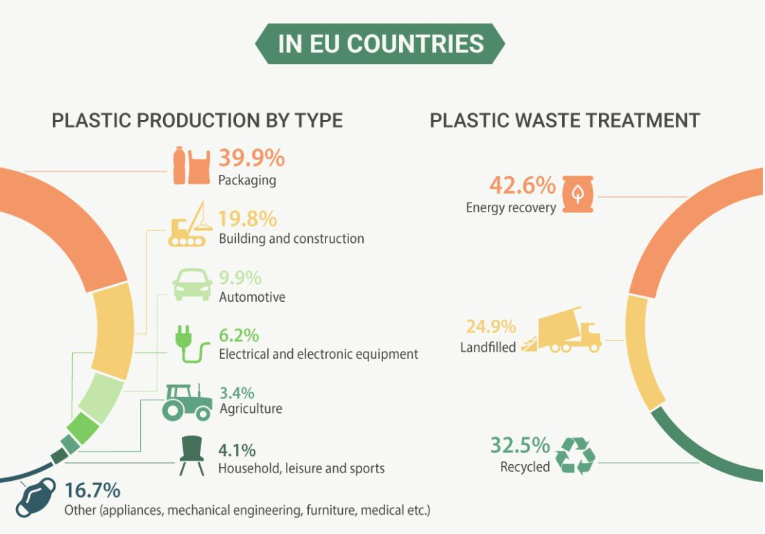 IN EU COUNTRIES
PLASTIC PRODUCTION BY TYPE
39.9%
Packaging
19.8%
Building and construction
9.9%
Automotive
6.2%
Electrical and electronic equipment
3.4%
Agriculture
4.1%
Household, leisure and sports
16.7%
Other (appliances, mechanical engineering, furniture, medical etc.)
PLASTIC WASTE TREATMENT
42.6%
Energy recovery
24.9%
Landfilled
32.5%
Recycled